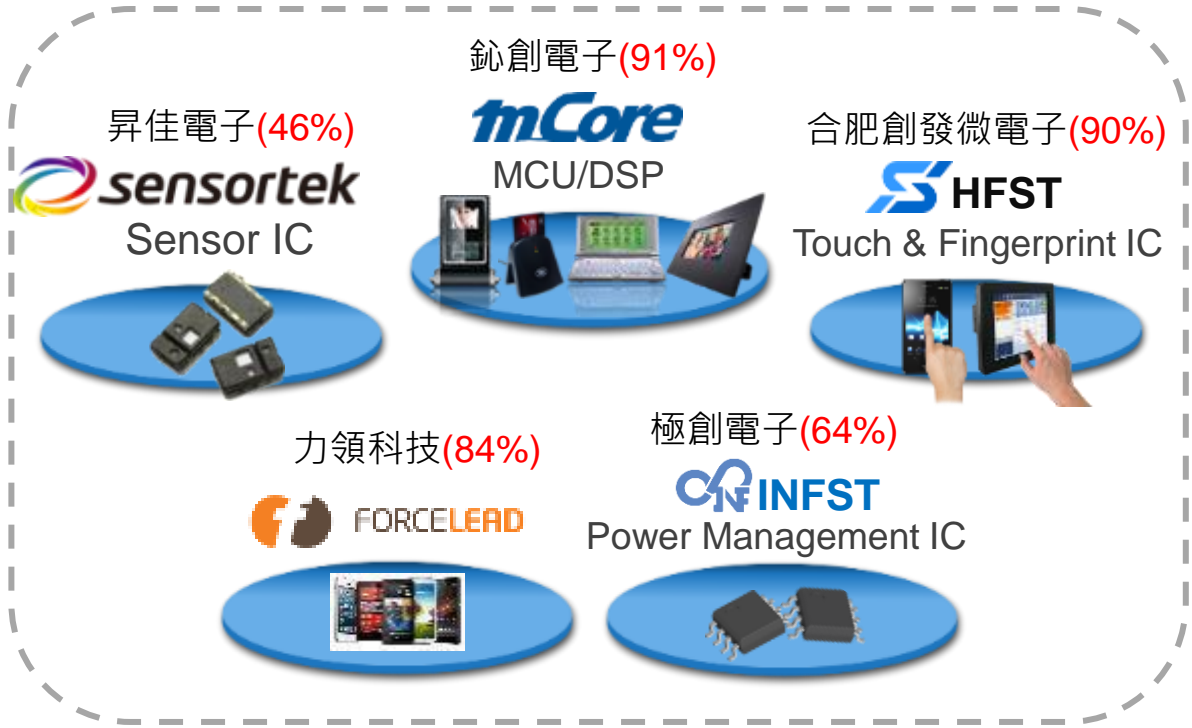 鈊創電子(91%)
mCore
MCU/DSP
昇佳電子(46%)
sensortek
Sensor IC
合肥創發微電子(90%)
HFST
Touch & Fingerprint IC
力領科技(84%)
FORCELEAD
極創電子(64%)
INF INFST
Power Management IC